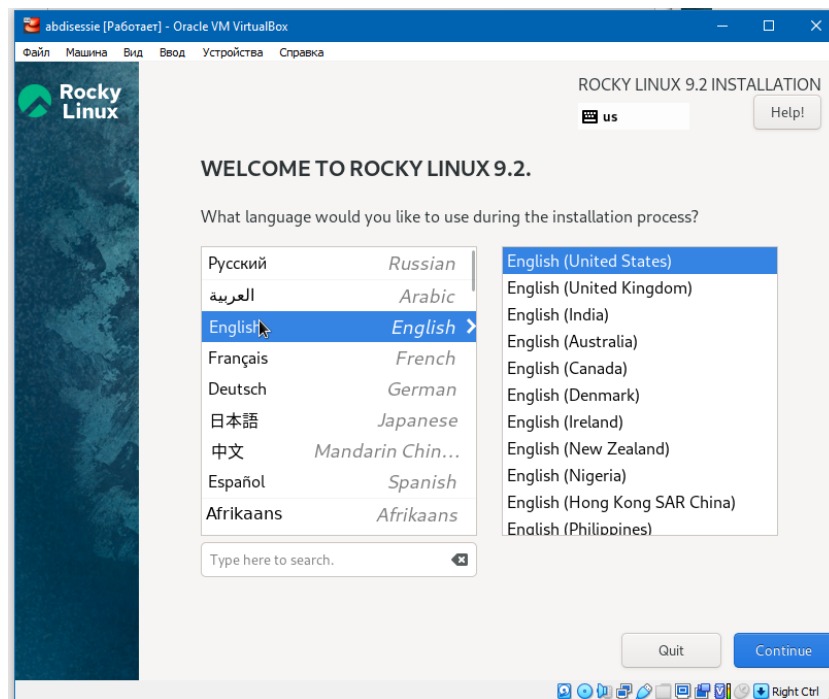 abdisessie [Работает] - Oracle VM VirtualBox
Файл Машина Вид Ввод Устройства Справка
Rocky
Linux
ROCKY LINUX 9.2 INSTALLATION
us
Help!
WELCOME TO ROCKY LINUX 9.2.
What language would you like to use during the installation process?
Русский Russian
العربية Arabic
English English
Français French
Deutsch German
日本語 Japanese
中文 Mandarin Chin...
Español Spanish
Afrikaans Afrikaans
Type here to search.
English (United States)
English (United Kingdom)
English (India)
English (Australia)
English (Canada)
English (Denmark)
English (Ireland)
English (New Zealand)
English (Nigeria)
English (Hong Kong SAR China)
English (Philippines)
Quit
Continue
Right Ctrl